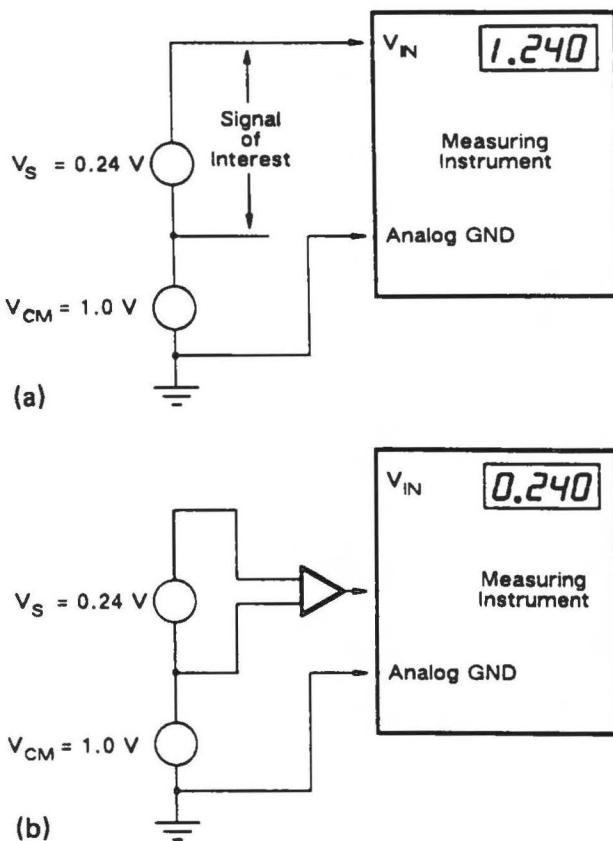 V_IN
1.240
Signal
of
Interest
Measuring
Instrument
V_S = 0.24 V
Analog GND
V_CM = 1.0 V
(a)
V_IN
0.240
V_S = 0.24 V
Measuring
Instrument
Analog GND
V_CM = 1.0 V
(b)